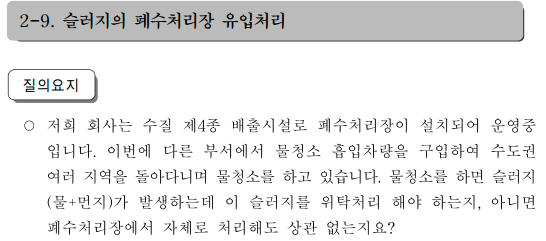 2-9. 슬러지의 폐수처리장 유입처리
질의요지
○ 저희 회사는 수질 제4종 배출시설로 폐수처리장이 설치되어 운영중
입니다. 이번에 다른 부서에서 물청소 흡입차량을 구입하여 수도권
여러 지역을 돌아다니며 물청소를 하고 있습니다. 물청소를 하면 슬러지
(물+먼지)가 발생하는데 이 슬러지를 위탁처리 해야 하는지, 아니면
폐수처리장에서 자체로 처리해도 상관 없는지요?